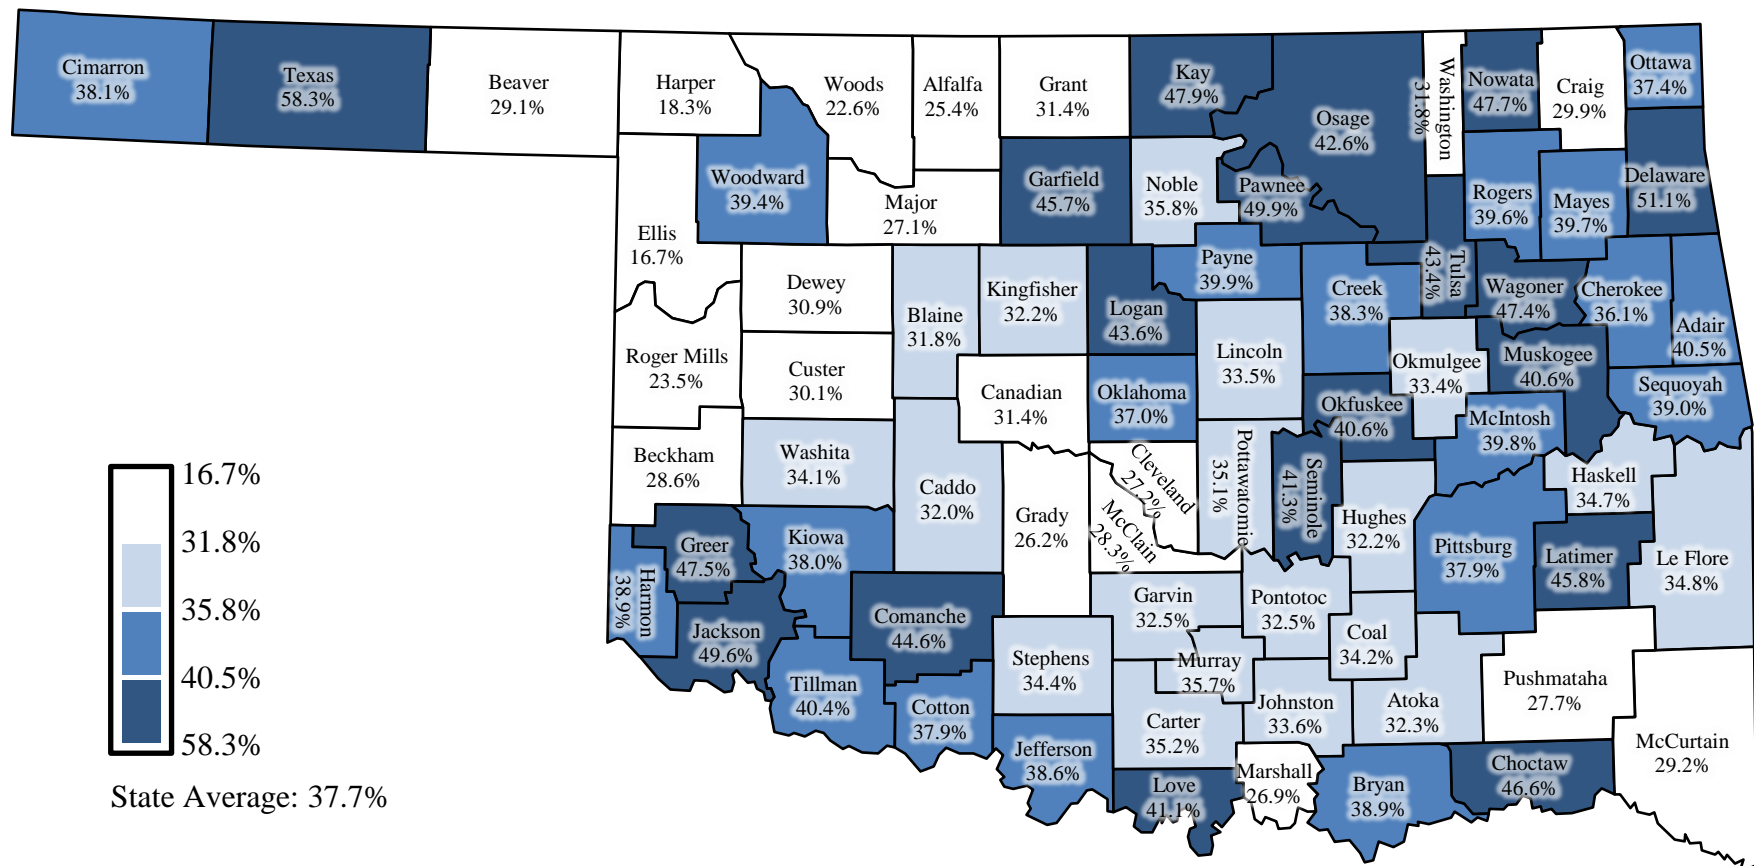 Cimarron
38.1%
Texas
58.3%
Beaver
29.1%
Harper
18.3%
Woods
22.6%
Alfalfa
25.4%
Grant
31.4%
Kay
47.9%
Osage
42.6%
Washington
31.8%
Nowata
47.7%
Craig
29.9%
Ottawa
37.4%
Woodward
39.4%
Major
27.1%
Garfield
45.7%
Noble
35.8%
Pawnee
49.9%
Rogers
39.6%
Mayes
39.7%
Delaware
51.1%
Ellis
16.7%
Dewey
30.9%
Blaine
31.8%
Kingfisher
32.2%
Logan
43.6%
Payne
39.9%
Creek
38.3%
Tulsa
43.4%
Wagoner
47.4%
Cherokee
36.1%
Adair
40.5%
Roger Mills
23.5%
Custer
30.1%
Canadian
31.4%
Oklahoma
37.0%
Lincoln
33.5%
Okmulgee
33.4%
Muskogee
40.6%
Sequoyah
39.0%
Okfuskee
40.6%
McIntosh
39.8%
Beckham
28.6%
Washita
34.1%
Caddo
32.0%
Grady
26.2%
Cleveland
27.2%
McClain
28.3%
Pottawatomie
35.1%
Seminole
41.3%
Hughes
32.2%
Haskell
34.7%
Pittsburg
37.9%
Latimer
45.8%
Le Flore
34.8%
Harmon
38.9%
Greer
47.5%
Kiowa
38.0%
Jackson
49.6%
Comanche
44.6%
Tillman
40.4%
Cotton
37.9%
Stephens
34.4%
Garvin
32.5%
Pontotoc
32.5%
Coal
34.2%
Murray
35.7%
Johnston
33.6%
Atoka
32.3%
Pushmataha
27.7%
Carter
35.2%
Jefferson
38.6%
Love
41.1%
Marshall
26.9%
Bryan
38.9%
Choctaw
46.6%
McCurtain
29.2%
16.7%
31.8%
35.8%
40.5%
58.3%
State Average: 37.7%